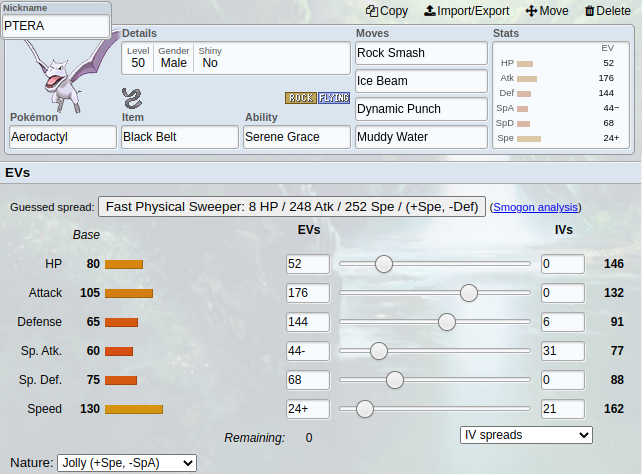 Nickname
PTERA
Copy Import/Export Move Delete
Details
Level Gender Shiny
50 Male No
ROCK FLYING
Pokémon
Aerodactyl
Item
Black Belt
Ability
Serene Grace
Moves
Rock Smash
Ice Beam
Dynamic Punch
Muddy Water
Stats
EV
HP 52
Atk 176
Def 144
SpA 44−
SpD 68
Spe 24+
EVs
Guessed spread: Fast Physical Sweeper: 8 HP / 248 Atk / 252 Spe / (+Spe, -Def) (Smogon analysis)
Base EVs IVs
HP 80 52 0 146
Attack 105 176 0 132
Defense 65 144 6 91
Sp. Atk. 60 44- 31 77
Sp. Def. 75 68 0 88
Speed 130 24+ 21 162
Remaining: 0 IV spreads
Nature: Jolly (+Spe, -SpA)